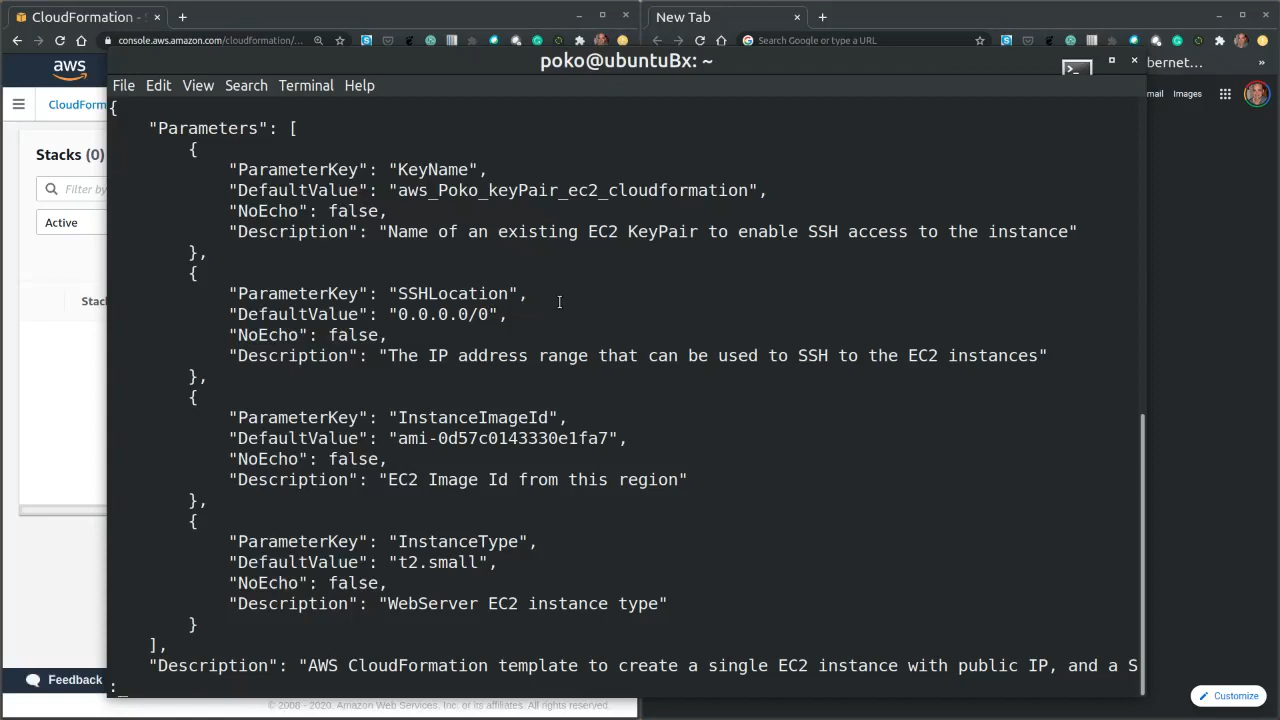 CloudFormation -
New Tab
console.aws.amazon.com/cloudformation/...
Search Google or type a URL
poko@ubuntuBx: ~
aws
bernet...
»
File Edit View Search Terminal Help
CloudForm
mail Images
{
"Parameters": [
Stacks (0)
{
"ParameterKey": "KeyName",
Filter by
"DefaultValue": "aws_Poko_keyPair_ec2_cloudformation",
"NoEcho": false,
Active
"Description": "Name of an existing EC2 KeyPair to enable SSH access to the instance"
},
{
"ParameterKey": "SSHLocation",
Stac
"DefaultValue": "0.0.0.0/0",
"NoEcho": false,
"Description": "The IP address range that can be used to SSH to the EC2 instances"
},
{
"ParameterKey": "InstanceImageId",
"DefaultValue": "ami-0d57c0143330e1fa7",
"NoEcho": false,
"Description": "EC2 Image Id from this region"
},
{
"ParameterKey": "InstanceType",
"DefaultValue": "t2.small",
"NoEcho": false,
"Description": "WebServer EC2 instance type"
}
],
"Description": "AWS CloudFormation template to create a single EC2 instance with public IP, and a S
:
Feedback
Customize
© 2008 - 2020, Amazon Web Services, Inc. or its affiliates. All rights reserved.